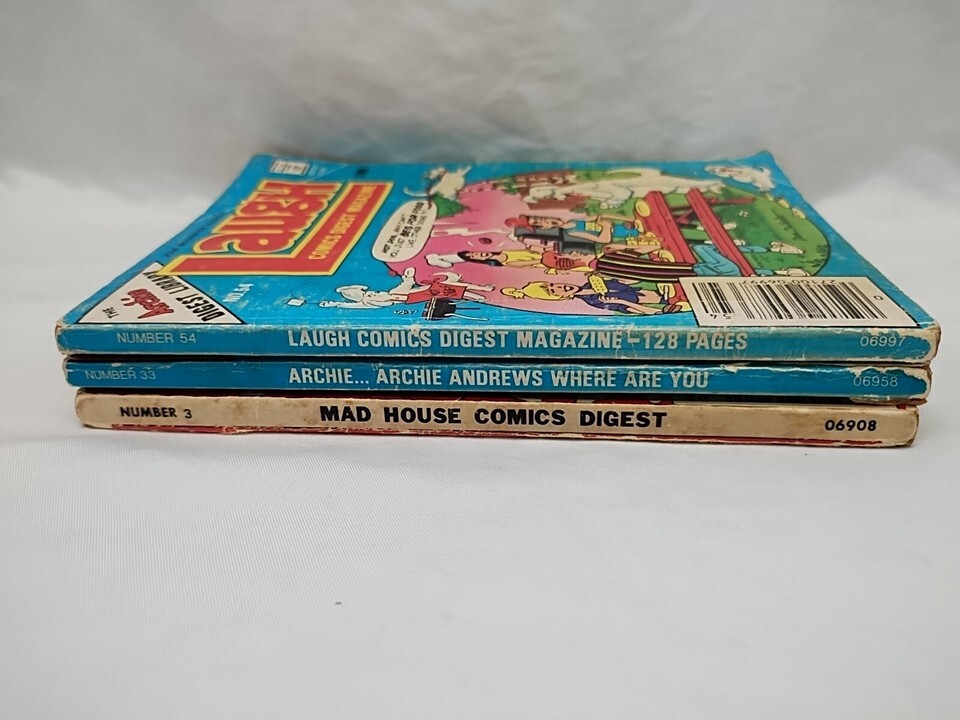 Laugh
COMICS DIGEST MAGAZINE
THE
Archie
DIGEST LIBRARY
NO. 54
NUMBER 54 LAUGH COMICS DIGEST MAGAZINE—128 PAGES 06997
NUMBER 33 ARCHIE... ARCHIE ANDREWS WHERE ARE YOU 06958
NUMBER 3 MAD HOUSE COMICS DIGEST 06908